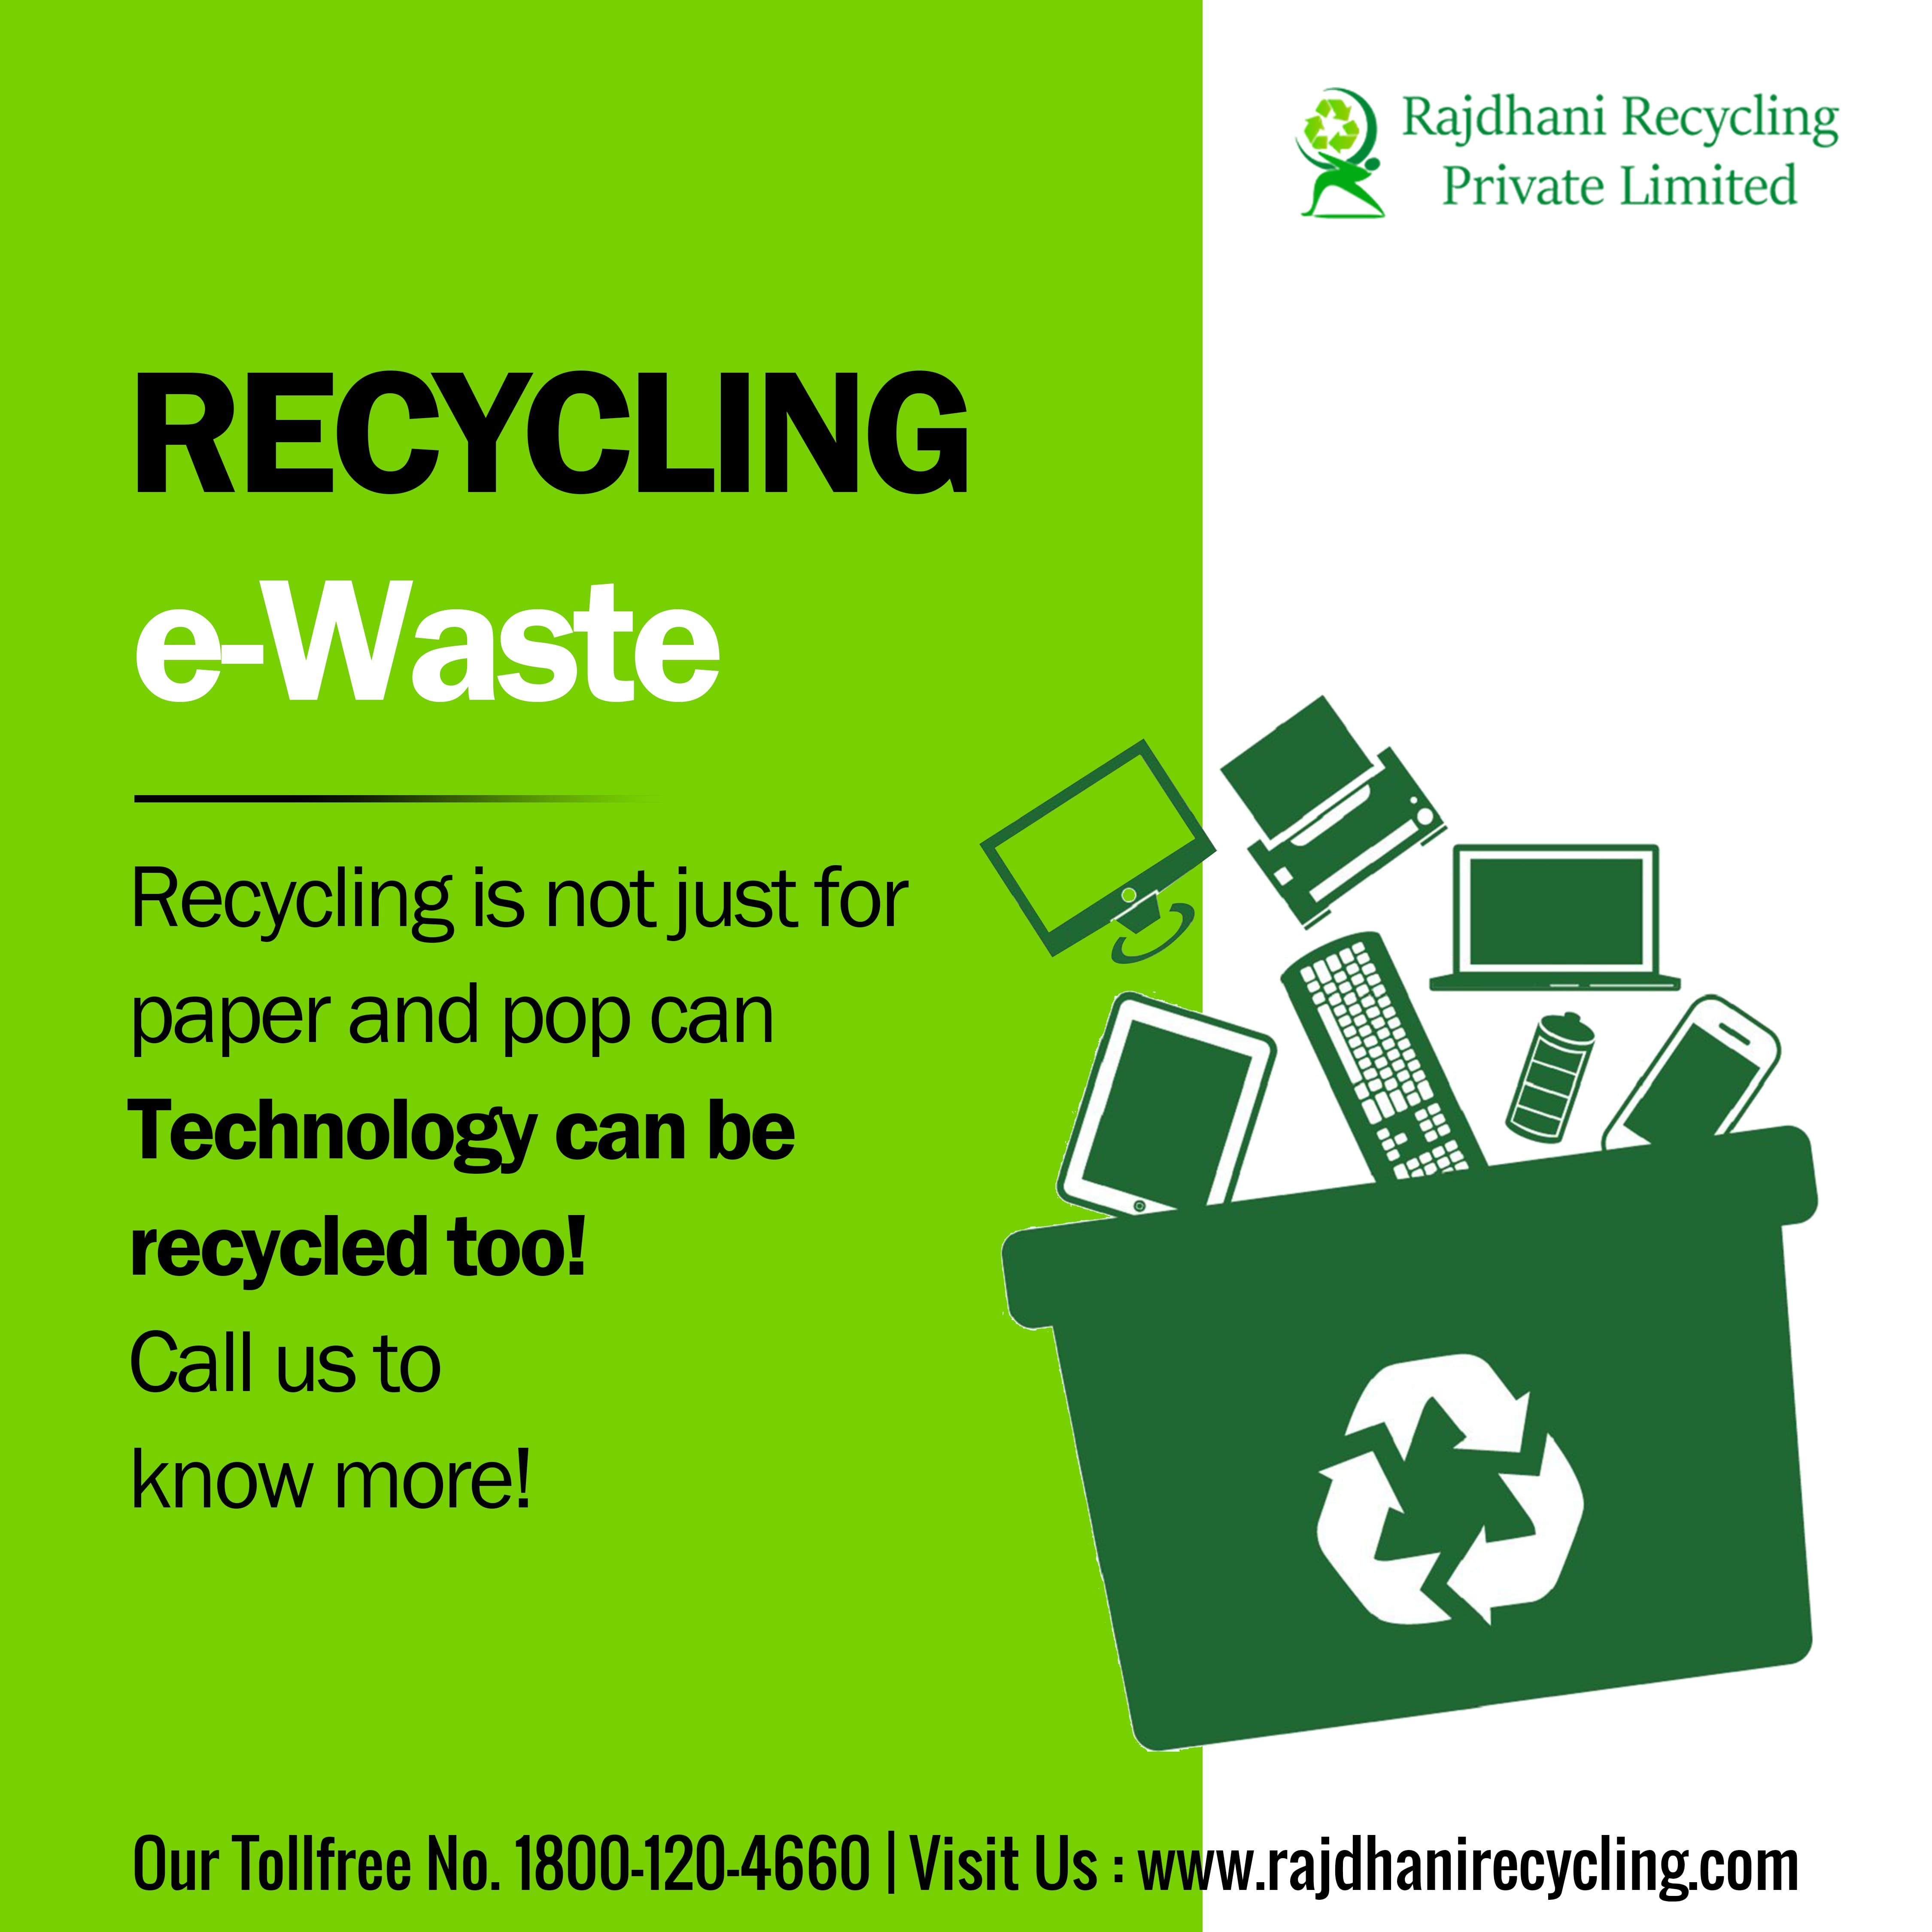 Rajdhani Recycling
Private Limited
RECYCLING
e-Waste
Recycling is not just for
paper and pop can
Technology can be
recycled too!
Call us to
know more!
Our Tollfree No. 1800-120-4660 | Visit Us : www.rajdhanirecycling.com